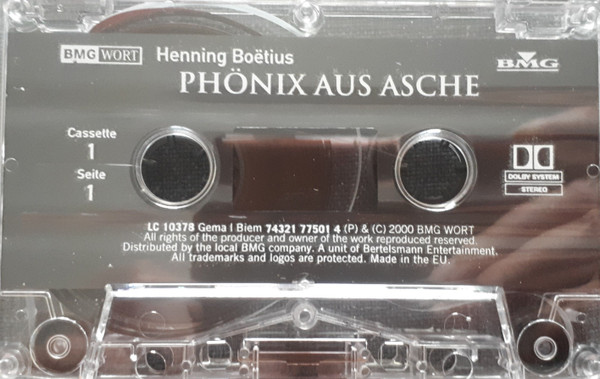 BMG WORT Henning Boëtius
PHÖNIX AUS ASCHE
BMG
Cassette
1
Seite
1
DOLBY SYSTEM
STEREO
LC 10378 Gema | Biem 74321 77501 4 (P) & (C) 2000 BMG WORT
All rights of the producer and owner of the work reproduced reserved.
Distributed by the local BMG company. A unit of Bertelsmann Entertainment.
All trademarks and logos are protected. Made in the EU.